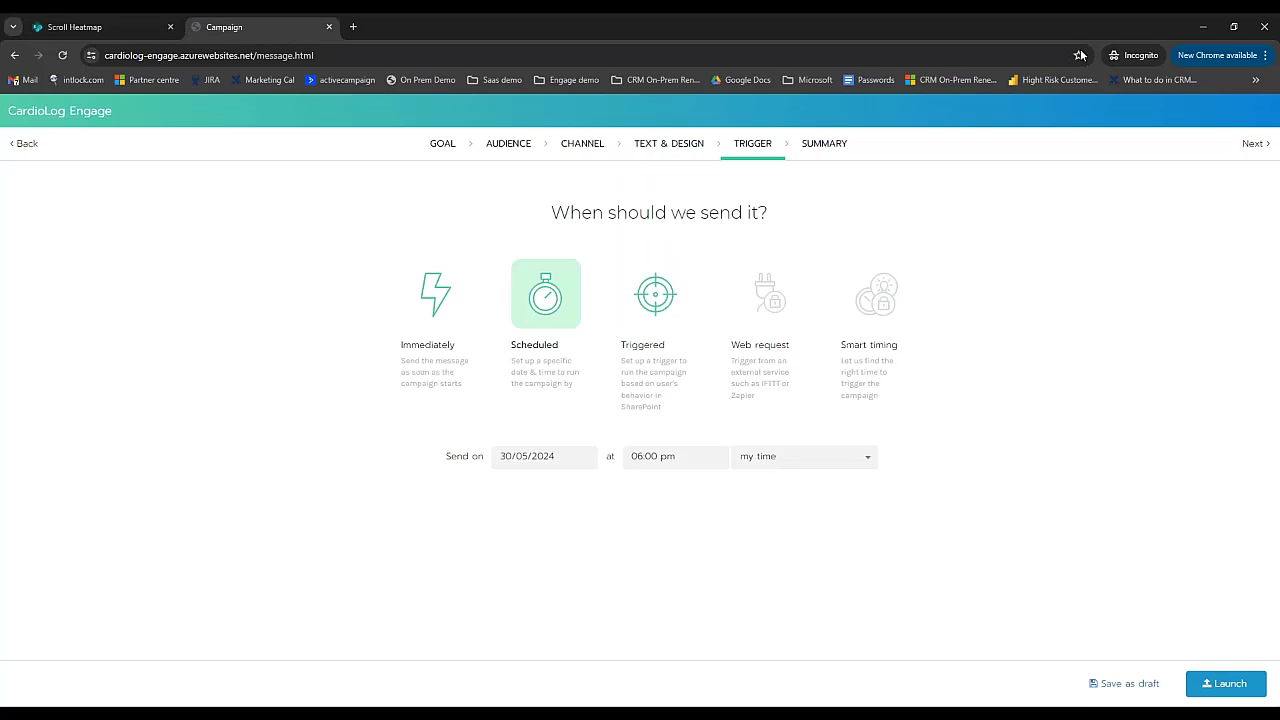 Scroll Heatmap
Campaign
cardiolog-engage.azurewebsites.net/message.html
Incognito
New Chrome available
Mail
intlock.com
Partner centre
JIRA
Marketing Cal
activecampaign
On Prem Demo
Saas demo
Engage demo
CRM On-Prem Ren...
Google Docs
Microsoft
Passwords
CRM On-Prem Rene...
Hight Risk Custome...
What to do in CRM...
CardioLog Engage
Back
GOAL
AUDIENCE
CHANNEL
TEXT & DESIGN
TRIGGER
SUMMARY
Next
When should we send it?
Immediately
Send the message
as soon as the
campaign starts
Scheduled
Set up a specific
date & time to run
the campaign by
Triggered
Set up a trigger to
run the campaign
based on user's
behavior in
SharePoint
Web request
Trigger from an
external service
such as IFTTT or
Zapier
Smart timing
Let us find the
right time to
trigger the
campaign
Send on 30/05/2024 at 06:00 pm my time
Save as draft
Launch